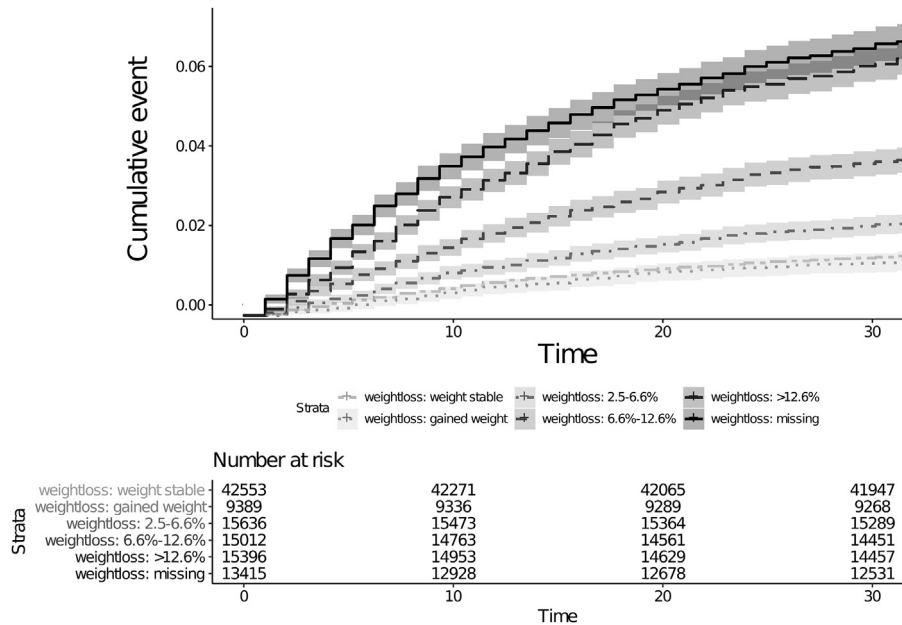 Cumulative event
0.06
0.04
0.02
0.00
0 10 20 30
Time
Strata
weightloss: weight stable weightloss: 2.5-6.6% weightloss: >12.6%
weightloss: gained weight weightloss: 6.6%-12.6% weightloss: missing
Number at risk
Strata
weightloss: weight stable 42553 42271 42065 41947
weightloss: gained weight 9389 9336 9289 9268
weightloss: 2.5-6.6% 15636 15473 15364 15289
weightloss: 6.6%-12.6% 15012 14763 14561 14451
weightloss: >12.6% 15396 14953 14629 14457
weightloss: missing 13415 12928 12678 12531
0 10 20 30
Time